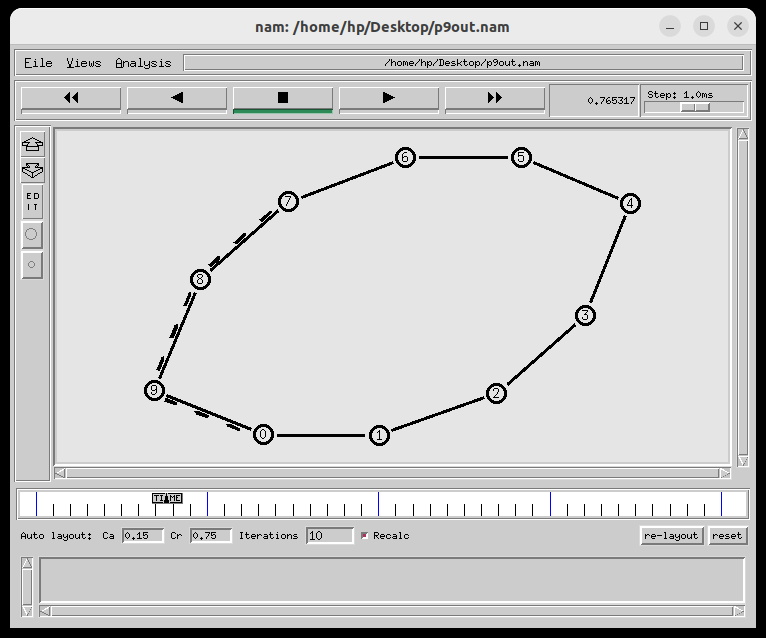 nam: /home/hp/Desktop/p9out.nam
File Views Analysis /home/hp/Desktop/p9out.nam
0.765317 Step: 1.0ms
ED
IT
6 5
7 4
8
3
9 2
0 1
TIME
Auto layout: Ca 0.15 Cr 0.75 Iterations 10 Recalc re-layout reset